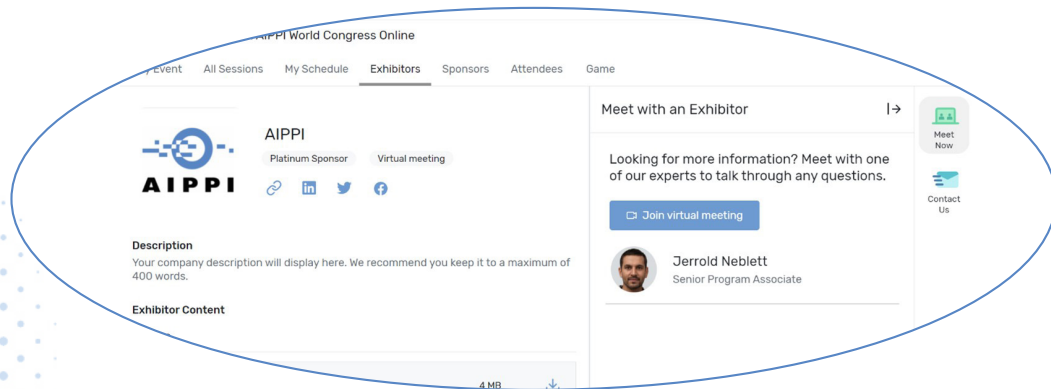 AIPPI World Congress Online
Event All Sessions My Schedule Exhibitors Sponsors Attendees Game
AIPPI
AIPPI
Platinum Sponsor Virtual meeting
Description
Your company description will display here. We recommend you keep it to a maximum of
400 words.
Exhibitor Content
4 MB
Meet with an Exhibitor
Looking for more information? Meet with one
of our experts to talk through any questions.
Join virtual meeting
Jerrold Neblett
Senior Program Associate
Meet
Now
Contact
Us